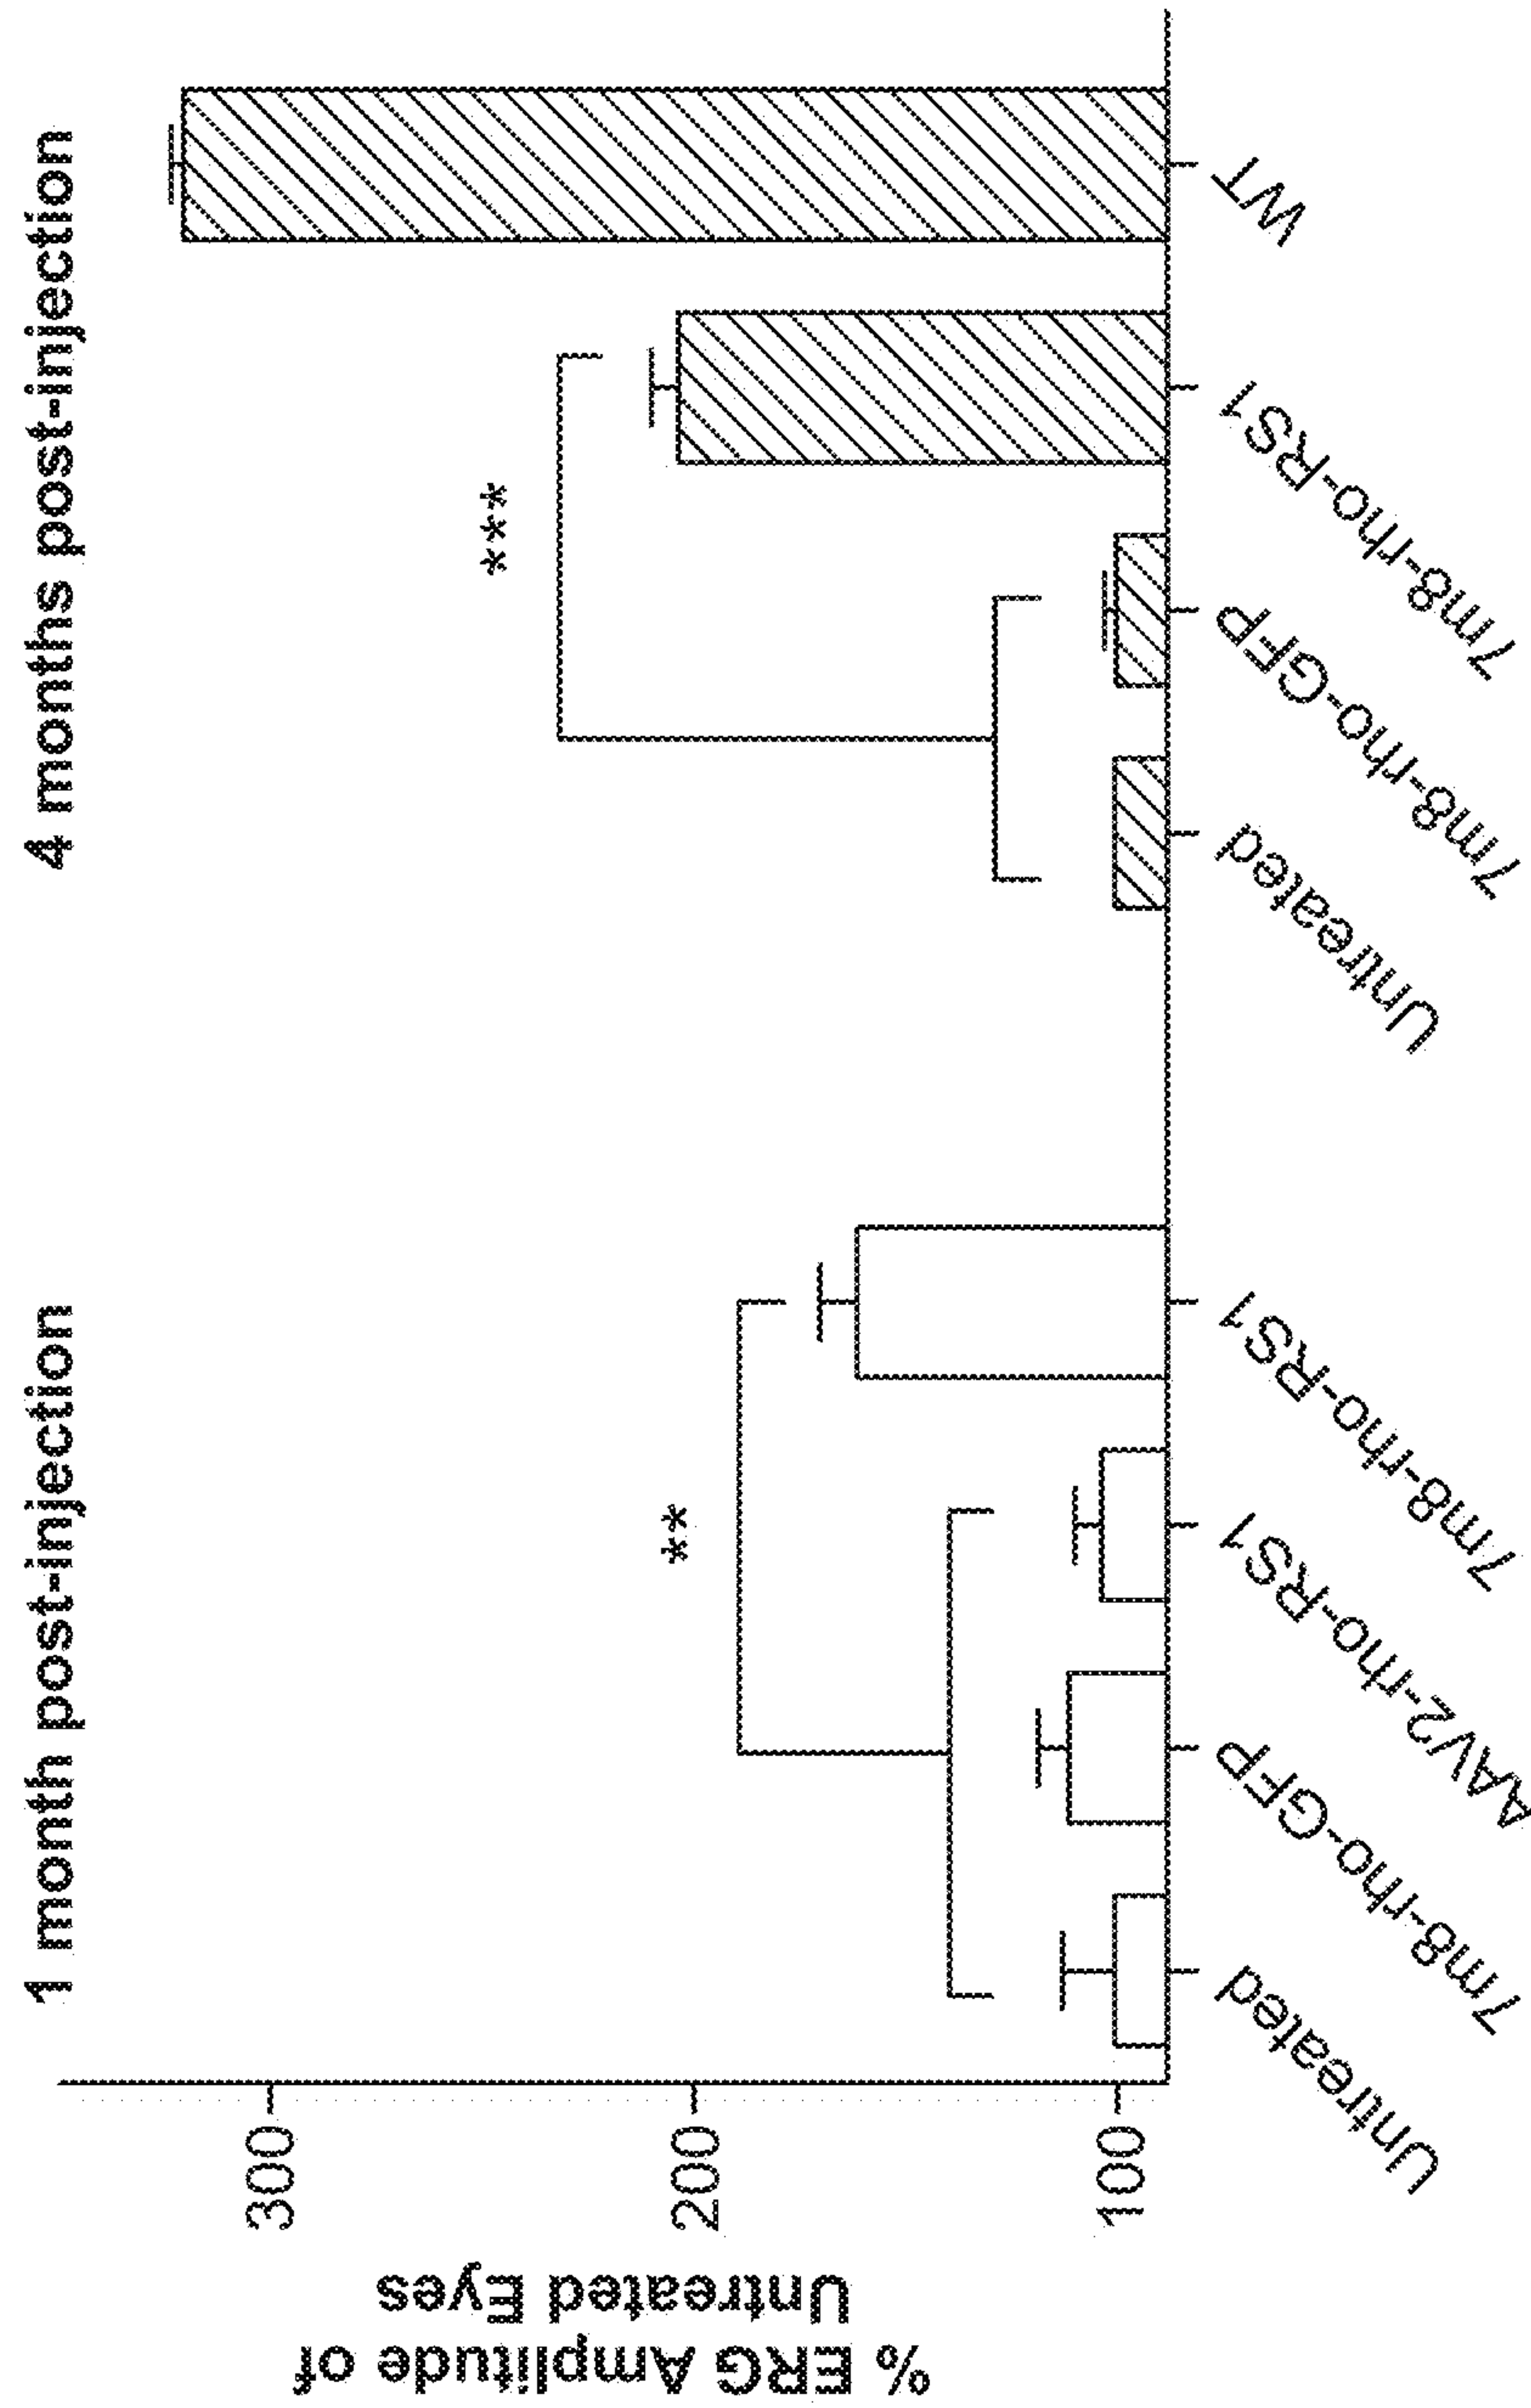 1 month post-injection
4 months post-injection
% ERG Amplitude of
Untreated Eyes
300
200
100
**
***
Untreated
7m8-rho-GFP
AAV2-rho-RS1
7m8-rho-RS1
Untreated
7m8-rho-GFP
7m8-rho-RS1
WT